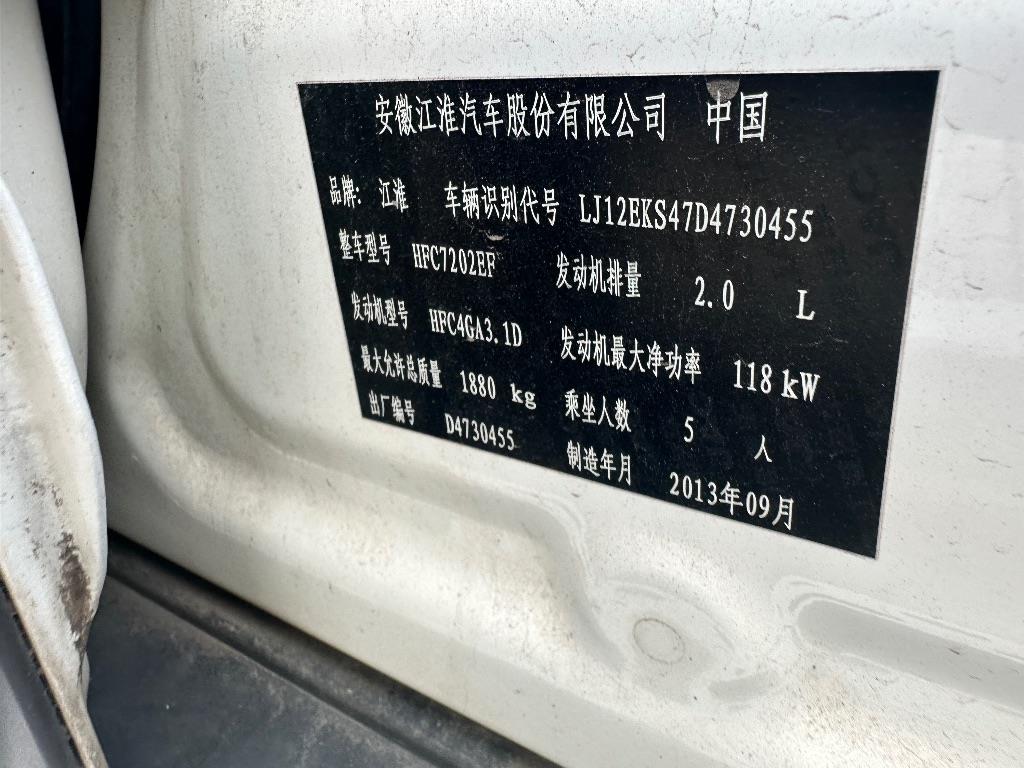 安徽江淮汽车股份有限公司 中国
品牌: 江淮 车辆识别代号 LJ12EKS47D4730455
整车型号 HFC7202EF 发动机排量 2.0 L
发动机型号 HFC4GA3.1D 发动机最大净功率 118 kW
最大允许总质量 1880 kg 乘坐人数 5 人
出厂编号 D4730455 制造年月 2013年09月